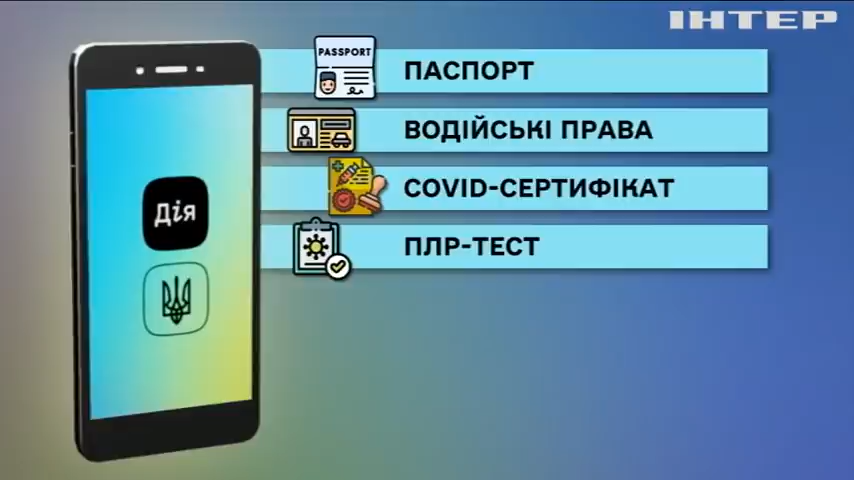 ІНТЕР
PASSPORT
ПАСПОРТ
ВОДІЙСЬКІ ПРАВА
COVID-СЕРТИФІКАТ
ПЛР-ТЕСТ
Дія